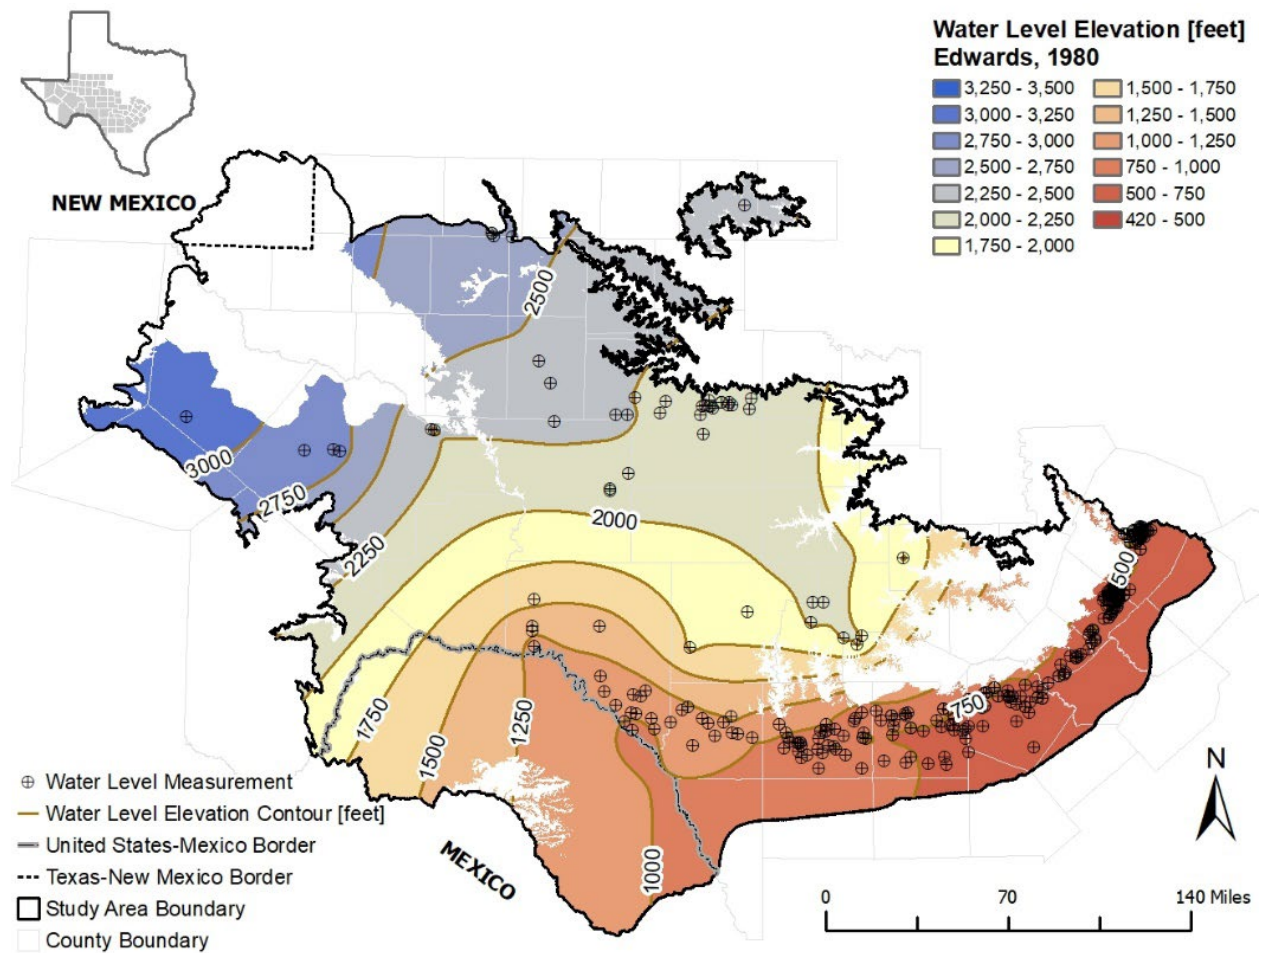 Water Level Elevation [feet]
Edwards, 1980
3,250 - 3,500
3,000 - 3,250
2,750 - 3,000
2,500 - 2,750
2,250 - 2,500
2,000 - 2,250
1,750 - 2,000
1,500 - 1,750
1,250 - 1,500
1,000 - 1,250
750 - 1,000
500 - 750
420 - 500
NEW MEXICO
2500
3000
2750
2250
2000
500
750
1750
1500
1250
1000
MEXICO
Water Level Measurement
Water Level Elevation Contour [feet]
United States-Mexico Border
Texas-New Mexico Border
Study Area Boundary
County Boundary
N
0 70 140 Miles